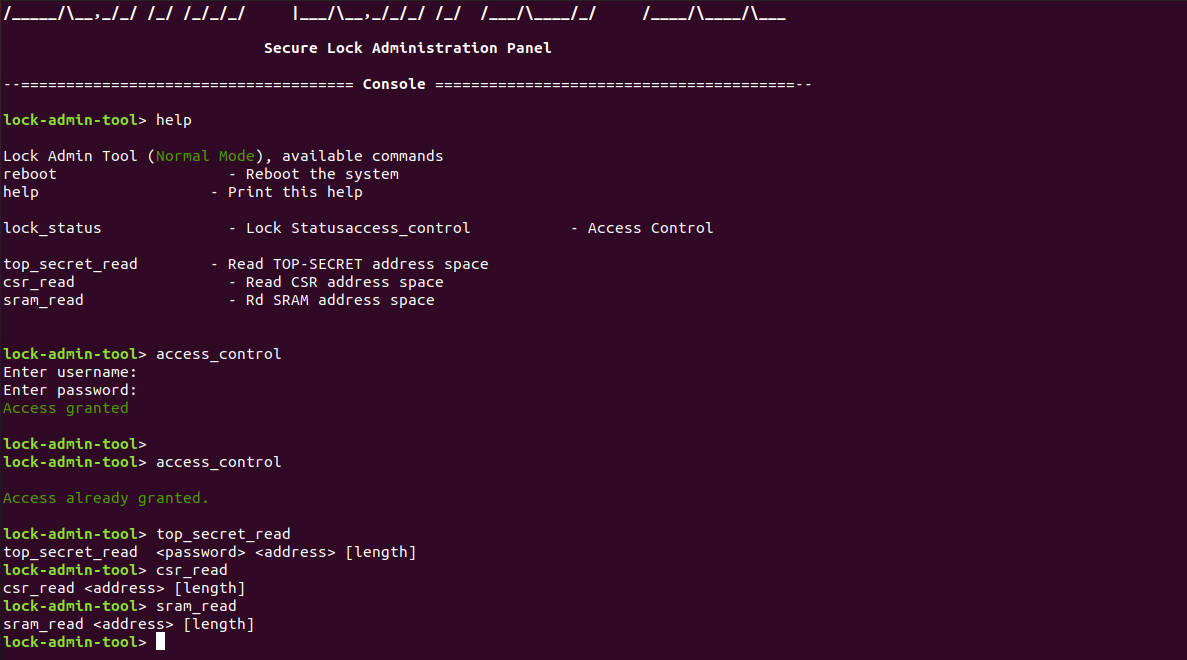 /_____/\__,_/_/ /_/ /_/_/_/     |___/\__,_/_/_/ /_/  /___/\____/_/     /____/\____/\___
Secure Lock Administration Panel
--===================================== Console ========================================--
lock-admin-tool> help
Lock Admin Tool (Normal Mode), available commands
reboot                   - Reboot the system
help                   - Print this help
lock_status              - Lock Statusaccess_control           - Access Control
top_secret_read        - Read TOP-SECRET address space
csr_read                 - Read CSR address space
sram_read                - Rd SRAM address space
lock-admin-tool> access_control
Enter username:
Enter password:
Access granted
lock-admin-tool>
lock-admin-tool> access_control
Access already granted.
lock-admin-tool> top_secret_read
top_secret_read  <password> <address> [length]
lock-admin-tool> csr_read
csr_read <address> [length]
lock-admin-tool> sram_read
sram_read <address> [length]
lock-admin-tool>